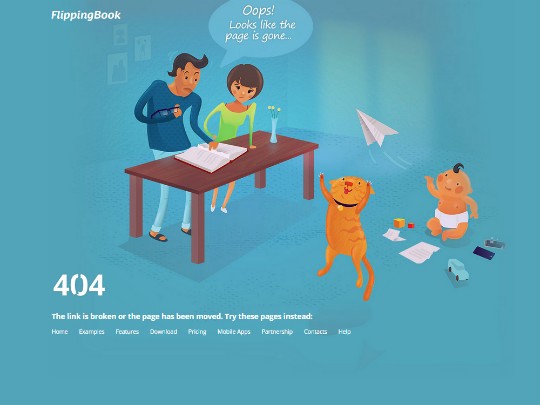 FlippingBook
Oops!
Looks like the
page is gone...
404
The link is broken or the page has been moved. Try these pages instead:
Home Examples Features Download Pricing Mobile Apps Partnership Contacts Help